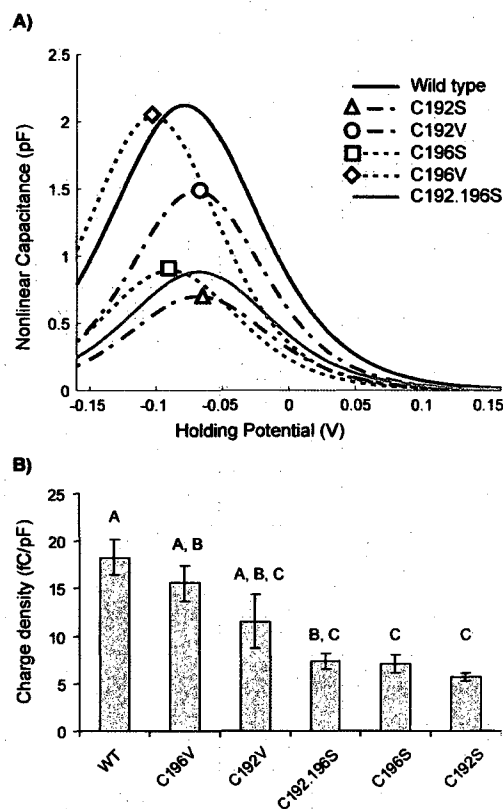 A)
2.5
2
1.5
1
0.5
0
Nonlinear Capacitance (pF)
Wild type
C192S
C192V
C196S
C196V
C192.196S
-0.15 -0.1 -0.05 0 0.05 0.1 0.15
Holding Potential (V)
B)
25
20
15
10
5
0
Charge density (fC/pF)
A
A, B
A, B, C
B, C
C
C
WT
C196V
C192V
C192.196S
C196S
C192S